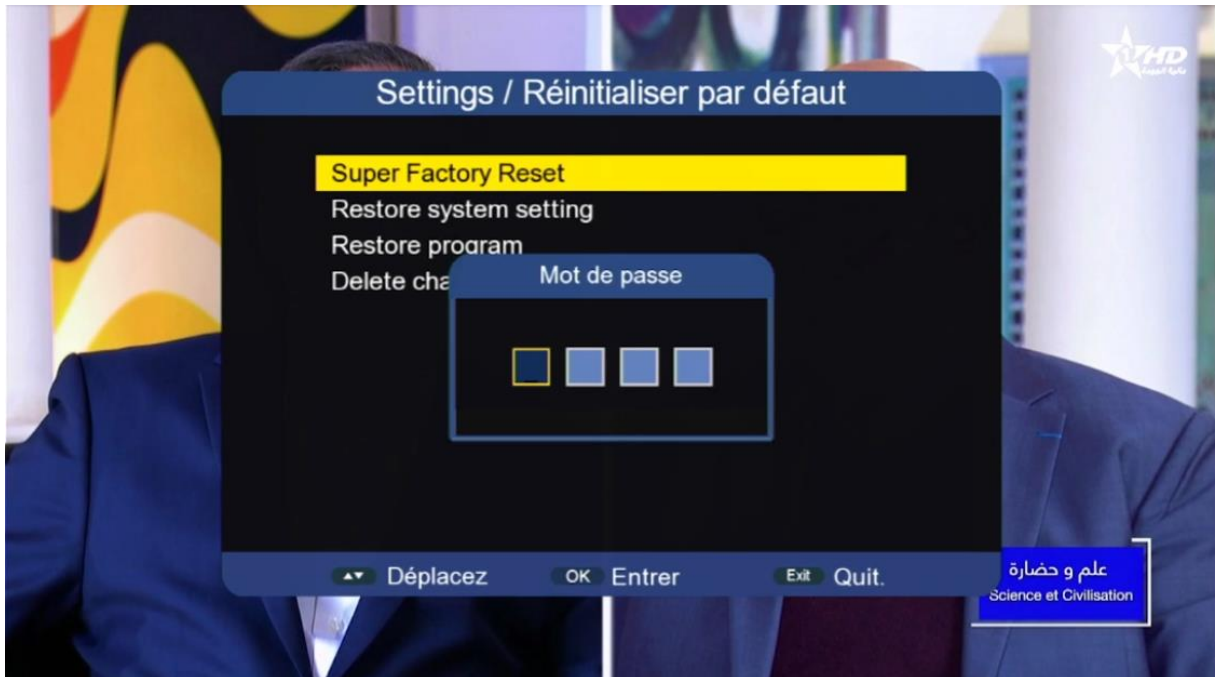 HD
Settings / Réinitialiser par défaut
Super Factory Reset
Restore system setting
Restore program
Delete cha
Mot de passe
Déplacez OK Entrer Exit Quit.
علم و حضارة
Science et Civilisation